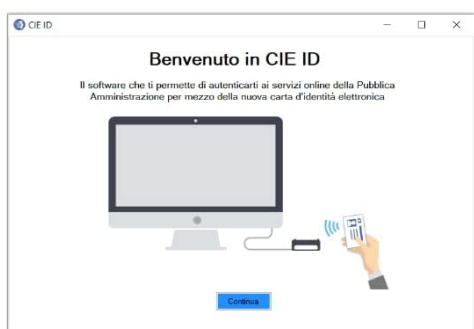 CIE ID
Benvenuto in CIE ID
Il software che ti permette di autenticarti ai servizi online della Pubblica
Amministrazione per mezzo della nuova carta d'identità elettronica
Continua